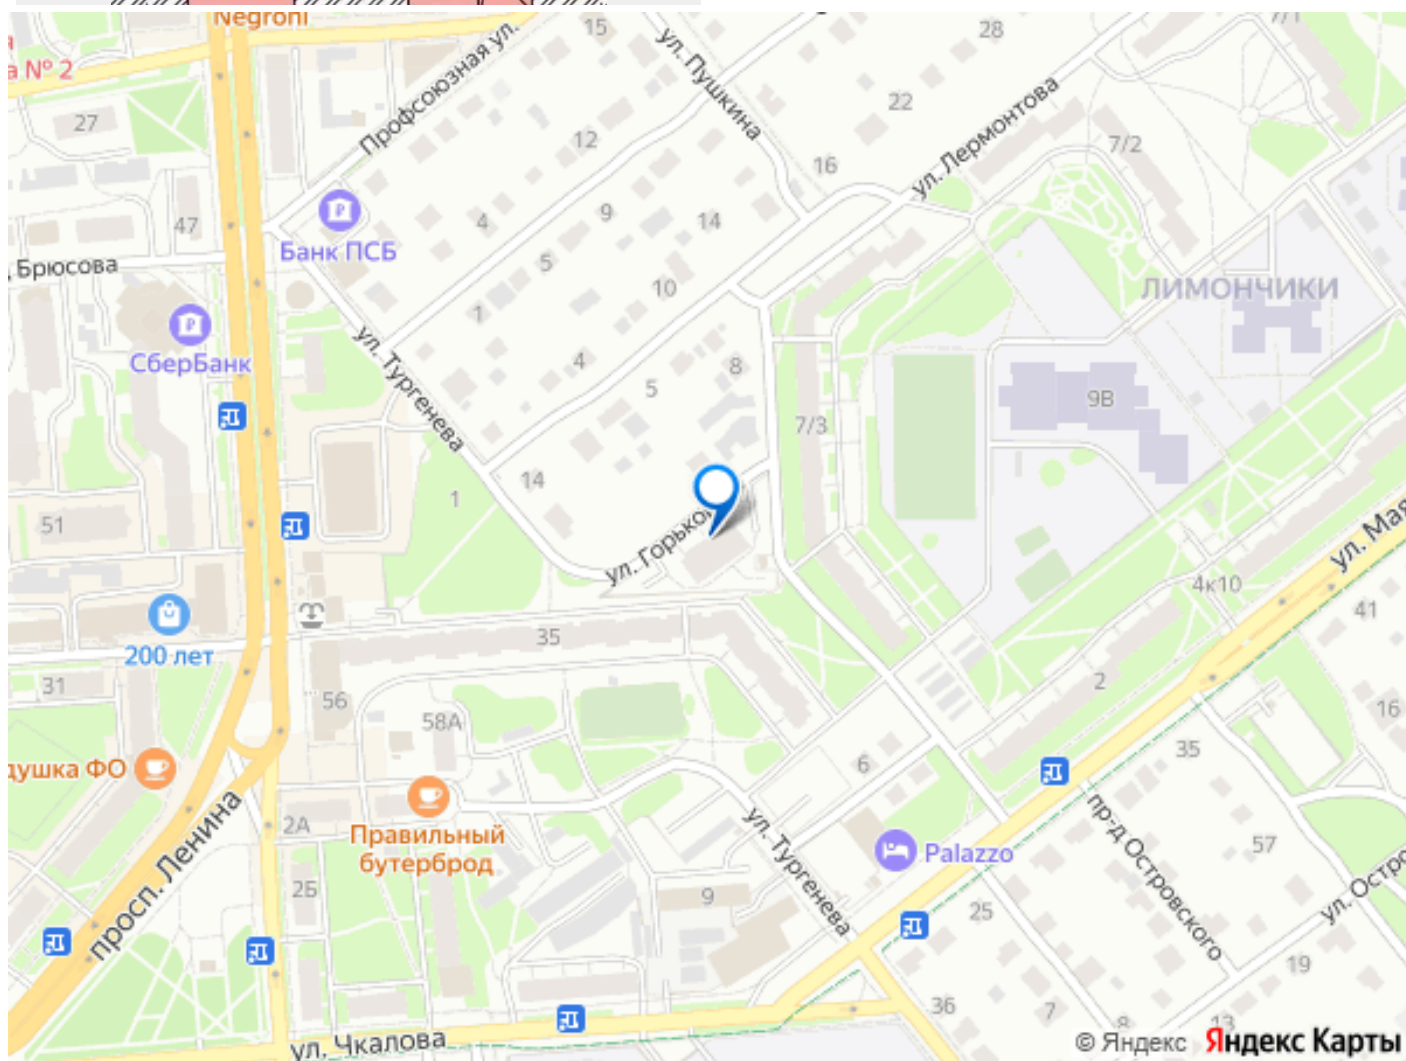 Negroni
а № 2
27
47
Брюсова
СберБанк
Банк ПСБ
Профсоюзная ул.
15
12
4
9
5
1
14
10
4
5
8
ул. Пушкина
16
22
28
ул. Лермонтова
7/1
7/2
7/3
ЛИМОНЧИКИ
9В
ул. Тургенева
14
1
51
ул. Горько
200 лет
31
35
56
58А
душка ФО
2А
2Б
Правильный
бутерброд
просп. Ленина
ул. Чкалова
9
6
2
4к10
ул. Мая
41
16
35
57
Palazzo
ул. Тургенева
пр-д Островского
ул. Остро
25
36
7
8
13
19
© Яндекс Яндекс Карты